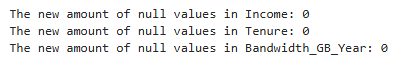 The new amount of null values in Income: 0
The new amount of null values in Tenure: 0
The new amount of null values in Bandwidth_GB_Year: 0